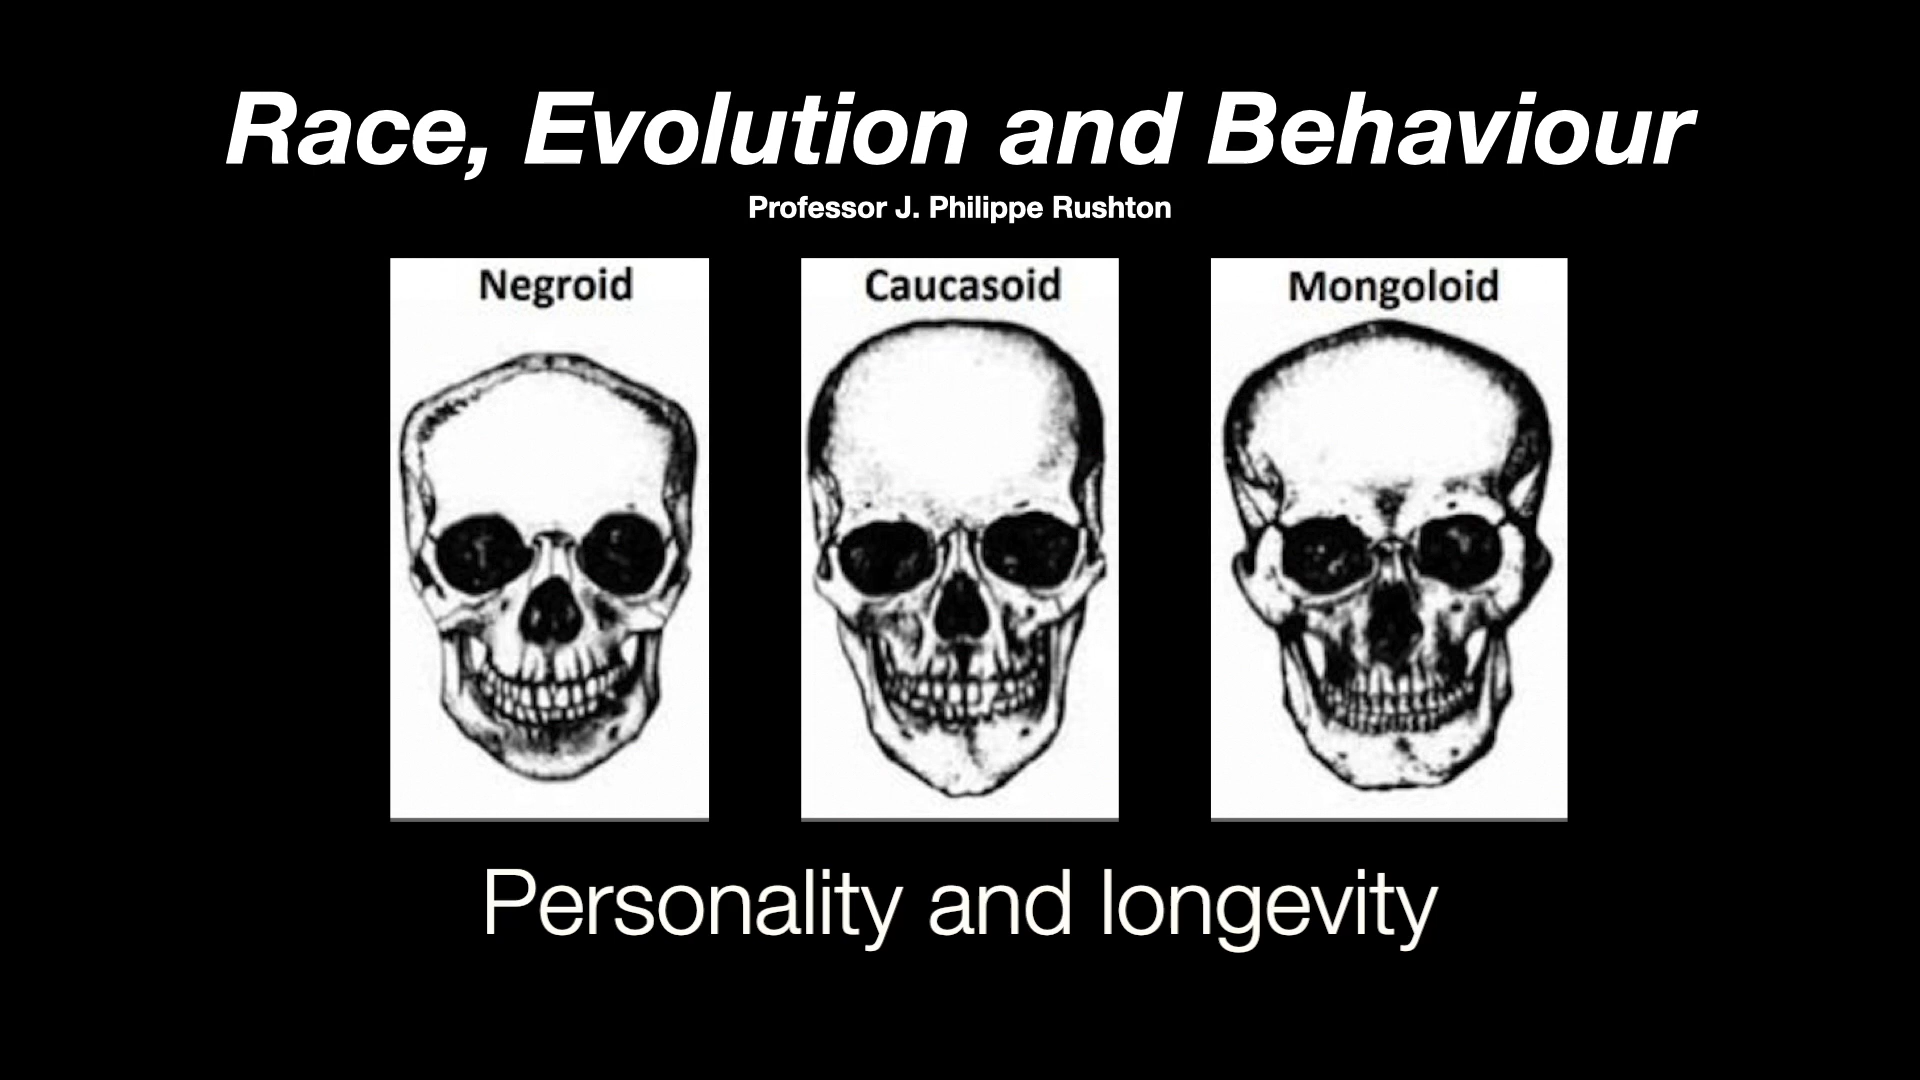 Race, Evolution and Behaviour
Professor J. Philippe Rushton
Negroid
Caucasoid
Mongoloid
Personality and longevity